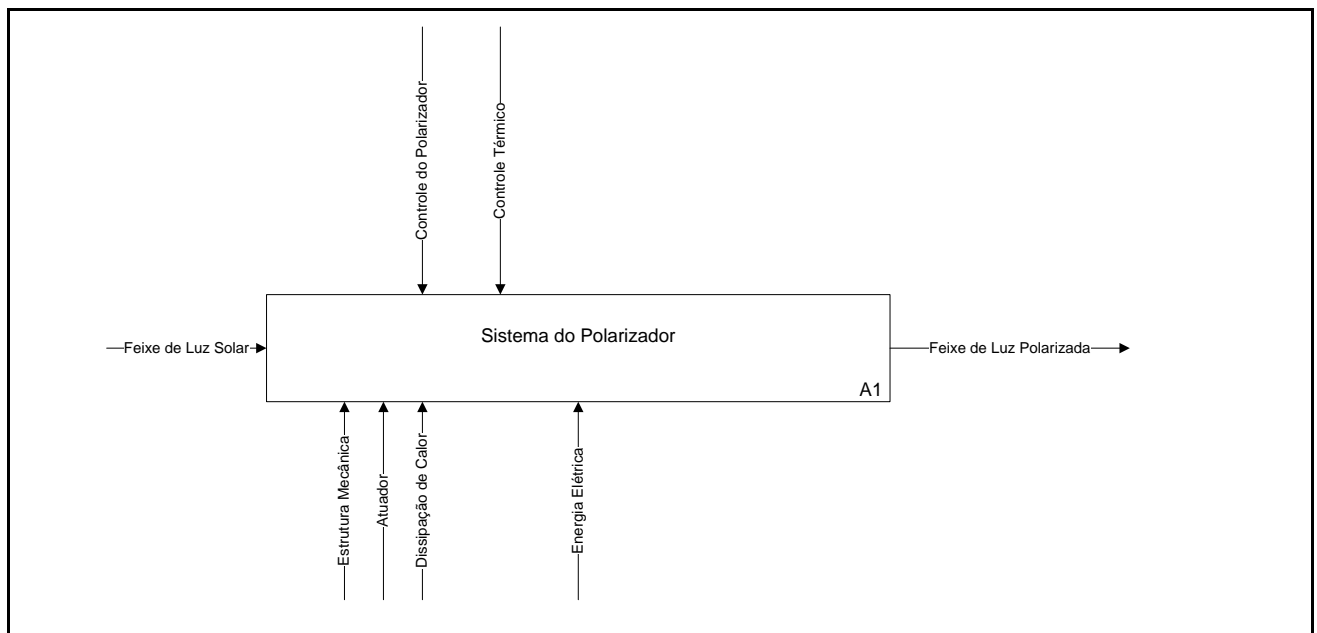 Controle do Polarizador
Controle Térmico
Sistema do Polarizador
Feixe de Luz Solar
Feixe de Luz Polarizada
A1
Estrutura Mecânica
Atuador
Dissipação de Calor
Energia Elétrica